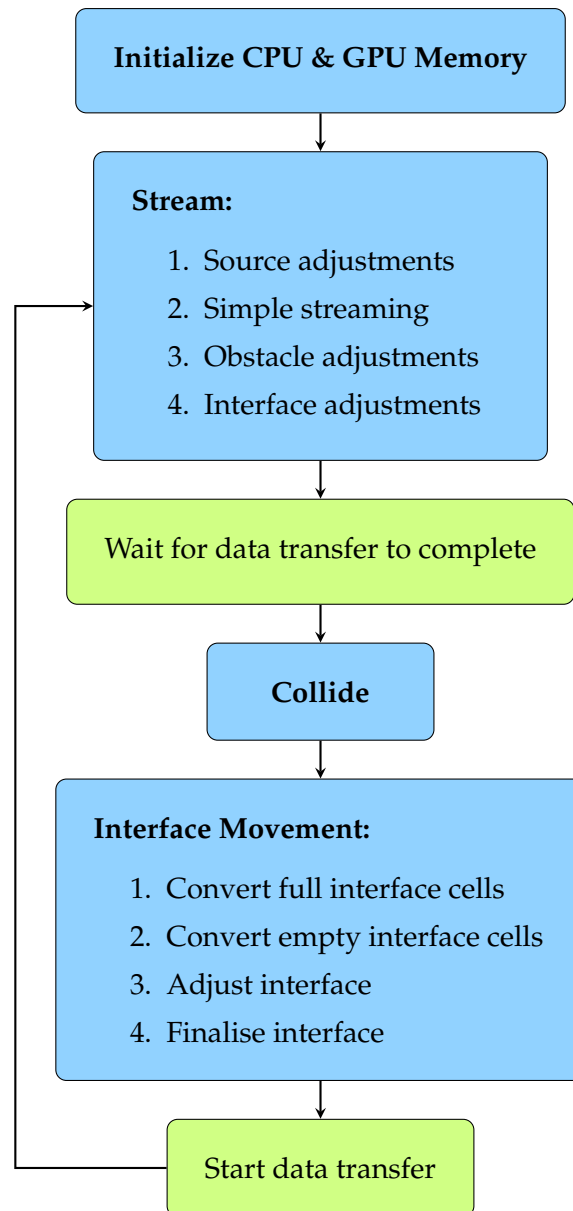 Initialize CPU & GPU Memory
Stream:
1. Source adjustments
2. Simple streaming
3. Obstacle adjustments
4. Interface adjustments
Wait for data transfer to complete
Collide
Interface Movement:
1. Convert full interface cells
2. Convert empty interface cells
3. Adjust interface
4. Finalise interface
Start data transfer